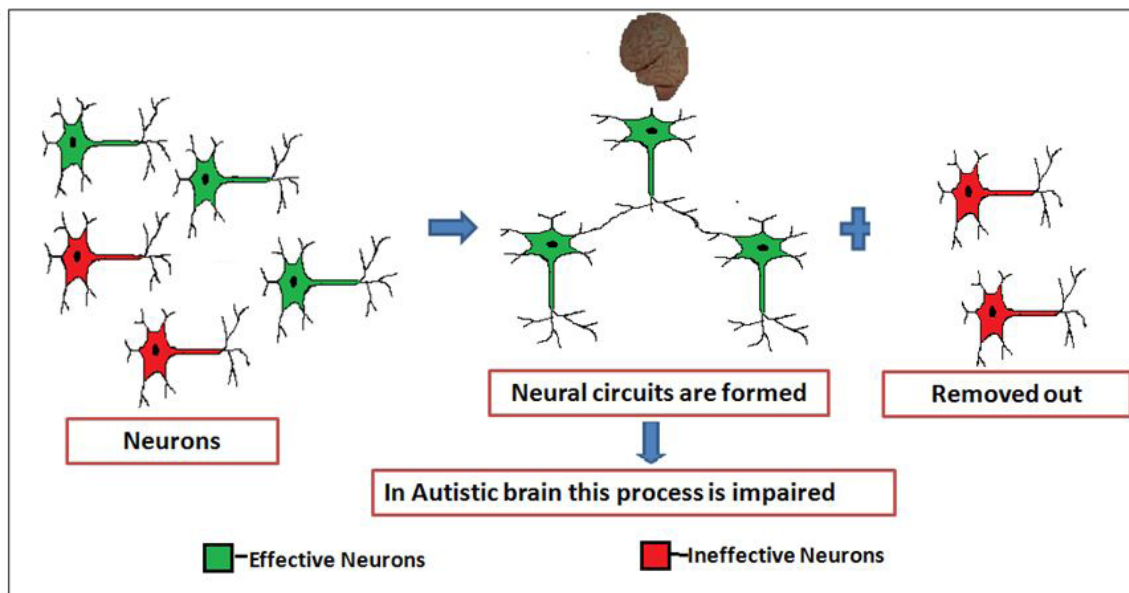 Neurons
Neural circuits are formed
Removed out
In Autistic brain this process is impaired
Effective Neurons
Ineffective Neurons